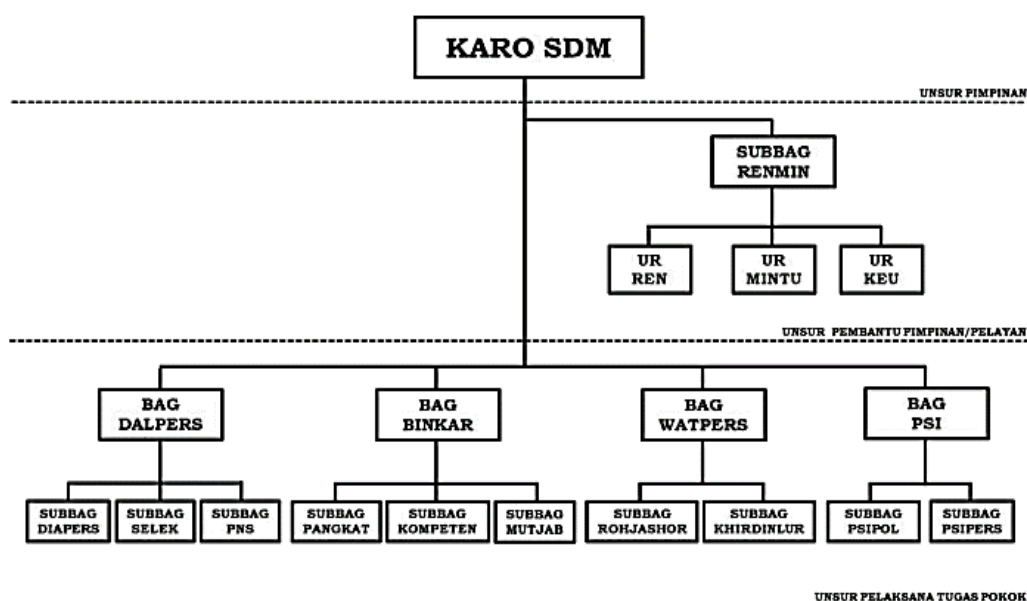 KARO SDM
UNSUR PIMPINAN
SUBBAG
RENMIN
UR
REN
UR
MINTU
UR
KEU
UNSUR PEMBANTU PIMPINAN/PELAYAN
BAG
DALPERS
BAG
BINKAR
BAG
WATPERS
BAG
PSI
SUBBAG
DIAPERS
SUBBAG
SELEK
SUBBAG
PNS
SUBBAG
PANGKAT
SUBBAG
KOMPETEN
SUBBAG
MUTJAB
SUBBAG
ROHJASHOR
SUBBAG
KHIRDINLUR
SUBBAG
PSIPOL
SUBBAG
PSIPERS
UNSUR PELAKSANA TUGAS POKOK